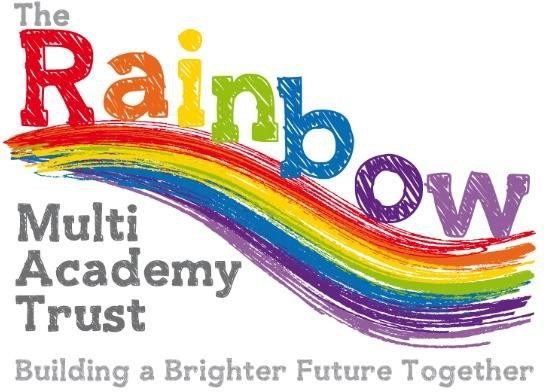 The
Rainbow
Multi
Academy
Trust
Building a Brighter Future Together